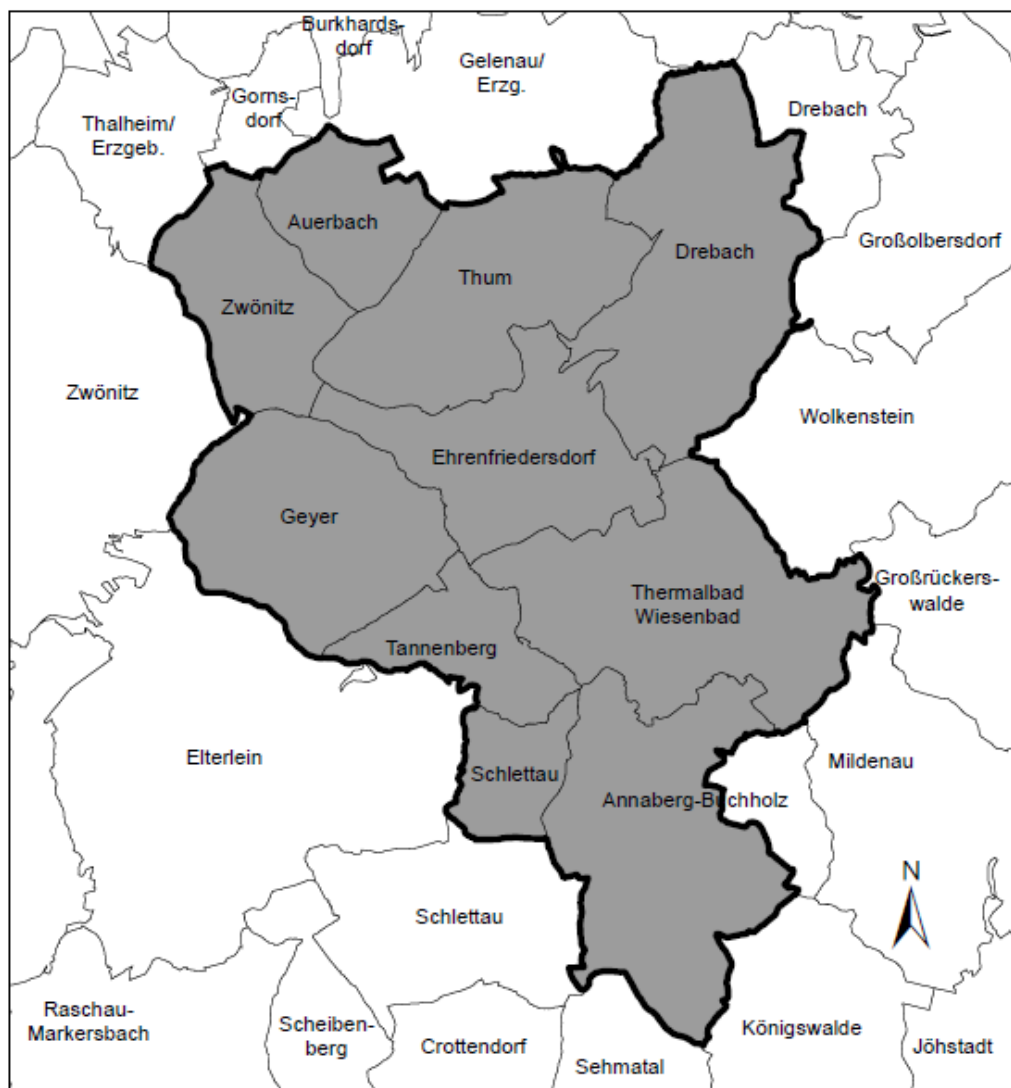 Burkhards-
dorf
Gelenau/
Erzg.
Gorns-
dorf
Drebach
Thalheim/
Erzgeb.
Auerbach
Großolbersdorf
Drebach
Thum
Zwönitz
Zwönitz
Wolkenstein
Ehrenfriedersdorf
Geyer
Großrückers-
walde
Thermalbad
Wiesenbad
Tannenberg
Elterlein
Mildenau
Schlettau
Annaberg-Buchholz
N
Schlettau
Raschau-
Markersbach
Scheiben-
berg
Königswalde
Crottendorf
Jöhstadt
Sehmatal